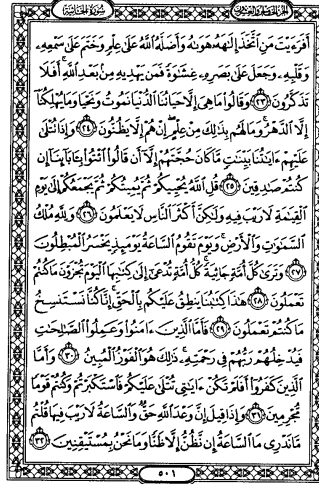 الجزء الخامس والعشرون سورة الجاثية
أَفَرَءَيْتَ مَنِ ٱتَّخَذَ إِلَٰهَهُۥ هَوَىٰهُ وَأَضَلَّهُ ٱللَّهُ عَلَىٰ عِلْمٍ وَخَتَمَ عَلَىٰ سَمْعِهِۦ
وَقَلْبِهِۦ وَجَعَلَ عَلَىٰ بَصَرِهِۦ غِشَٰوَةً فَمَن يَهْدِيهِ مِنۢ بَعْدِ ٱللَّهِ ۚ أَفَلَا
تَذَكَّرُونَ ٢٣ وَقَالُوا۟ مَا هِىَ إِلَّا حَيَاتُنَا ٱلدُّنْيَا نَمُوتُ وَنَحْيَا وَمَا يُهْلِكُنَآ
إِلَّا ٱلدَّهْرُ ۚ وَمَا لَهُم بِذَٰلِكَ مِنْ عِلْمٍ ۖ إِنْ هُمْ إِلَّا يَظُنُّونَ ٢٤ وَإِذَا تُتْلَىٰ
عَلَيْهِمْ ءَايَٰتُنَا بَيِّنَٰتٍ مَّا كَانَ حُجَّتَهُمْ إِلَّآ أَن قَالُوا۟ ٱئْتُوا۟ بِـَٔابَآئِنَآ إِن
كُنتُمْ صَٰدِقِينَ ٢٥ قُلِ ٱللَّهُ يُحْيِيكُمْ ثُمَّ يُمِيتُكُمْ ثُمَّ يَجْمَعُكُمْ إِلَىٰ يَوْمِ
ٱلْقِيَٰمَةِ لَا رَيْبَ فِيهِ وَلَٰكِنَّ أَكْثَرَ ٱلنَّاسِ لَا يَعْلَمُونَ ٢٦ وَلِلَّهِ مُلْكُ
ٱلسَّمَٰوَٰتِ وَٱلْأَرْضِ ۚ وَيَوْمَ تَقُومُ ٱلسَّاعَةُ يَوْمَئِذٍ يَخْسَرُ ٱلْمُبْطِلُونَ
٢٧ وَتَرَىٰ كُلَّ أُمَّةٍ جَاثِيَةً ۚ كُلُّ أُمَّةٍ تُدْعَىٰٓ إِلَىٰ كِتَٰبِهَا ٱلْيَوْمَ تُجْزَوْنَ مَا كُنتُمْ
تَعْمَلُونَ ٢٨ هَٰذَا كِتَٰبُنَا يَنطِقُ عَلَيْكُم بِٱلْحَقِّ ۚ إِنَّا كُنَّا نَسْتَنسِخُ
مَا كُنتُمْ تَعْمَلُونَ ٢٩ فَأَمَّا ٱلَّذِينَ ءَامَنُوا۟ وَعَمِلُوا۟ ٱلصَّٰلِحَٰتِ
فَيُدْخِلُهُمْ رَبُّهُمْ فِى رَحْمَتِهِۦ ۚ ذَٰلِكَ هُوَ ٱلْفَوْزُ ٱلْمُبِينُ ٣٠ وَأَمَّا
ٱلَّذِينَ كَفَرُوٓا۟ أَفَلَمْ تَكُنْ ءَايَٰتِى تُتْلَىٰ عَلَيْكُمْ فَٱسْتَكْبَرْتُمْ وَكُنتُمْ قَوْمًا
مُّجْرِمِينَ ٣١ وَإِذَا قِيلَ إِنَّ وَعْدَ ٱللَّهِ حَقٌّ وَٱلسَّاعَةُ لَا رَيْبَ فِيهَا قُلْتُم
مَّا نَدْرِى مَا ٱلسَّاعَةُ إِن نَّظُنُّ إِلَّا ظَنًّا وَمَا نَحْنُ بِمُسْتَيْقِنِينَ ٣٢
٥٠١